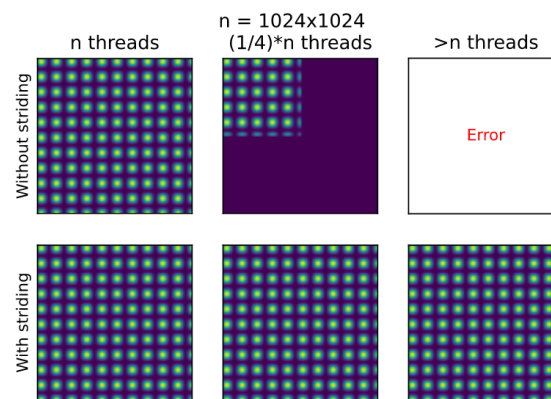 n = 1024x1024
n threads
(1/4)*n threads
>n threads
Without striding
Error
With striding